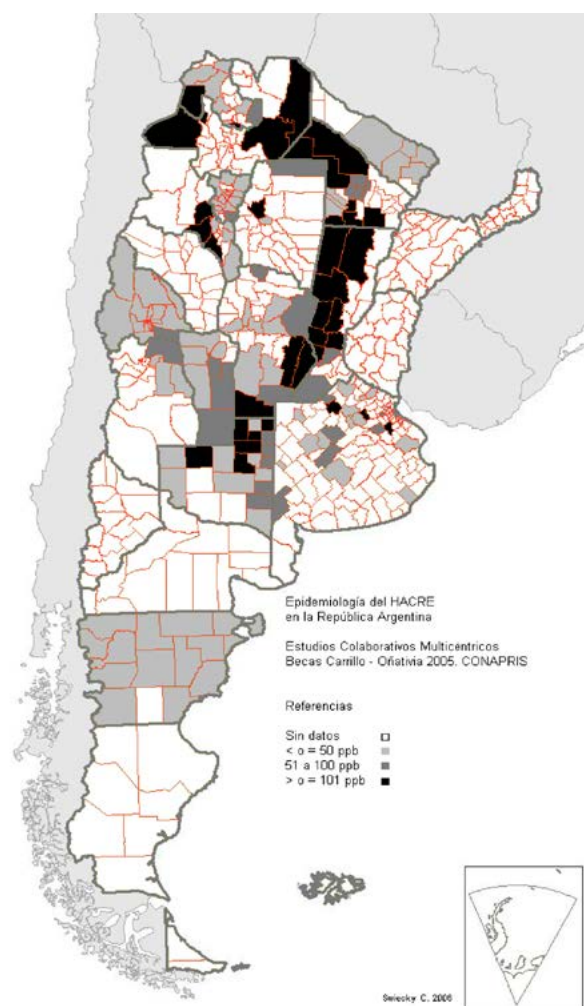 Epidemiología del HACRE
en la República Argentina
Estudios Colaborativos Multicéntricos
Becas Carrillo - Oñativia 2005. CONAPRIS
Referencias
Sin datos
< o = 50 ppb
51 a 100 ppb
> o = 101 ppb
Swiecky C. 2006